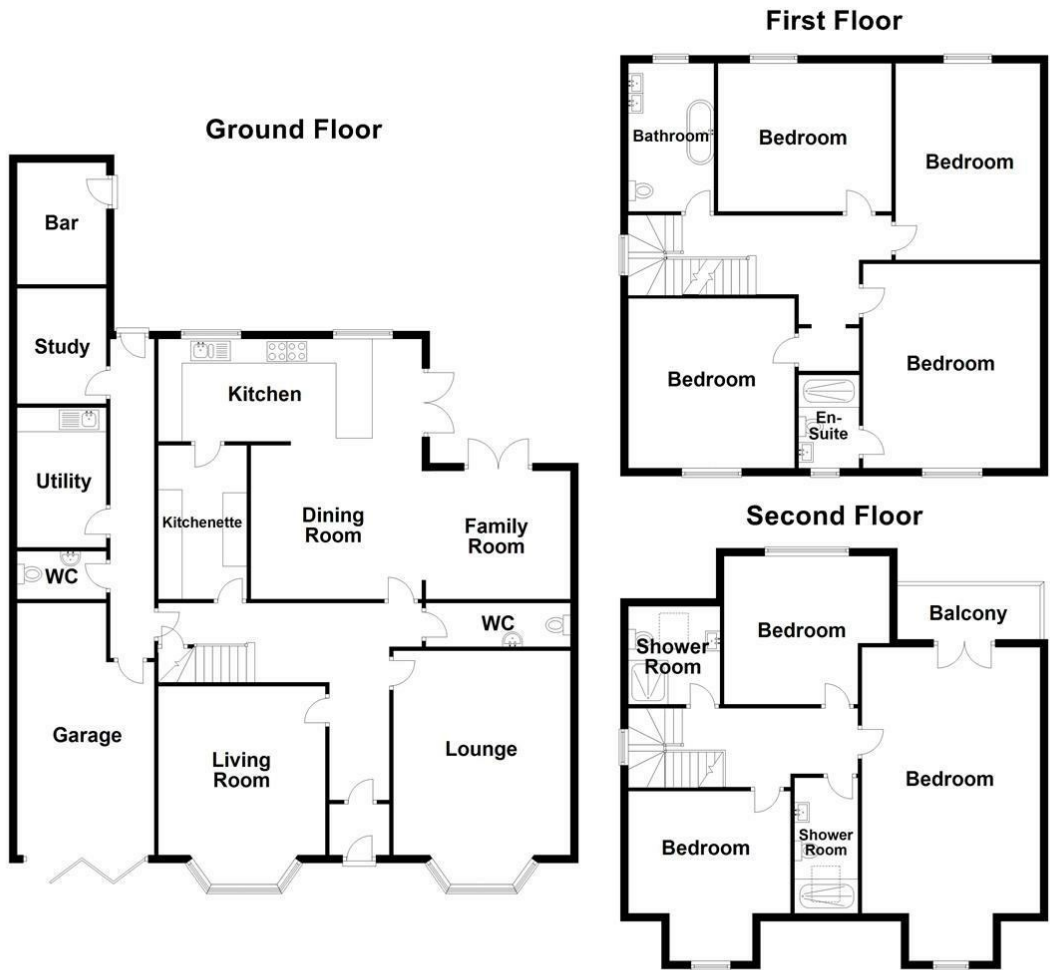 Ground Floor
Bar
Study
Kitchen
Utility
Kitchenette
Dining
Room
Family
Room
WC
WC
Garage
Living
Room
Lounge
First Floor
Bathroom
Bedroom
Bedroom
Bedroom
Bedroom
En-
Suite
Second Floor
Balcony
Bedroom
Shower
Room
Bedroom
Bedroom
Shower
Room